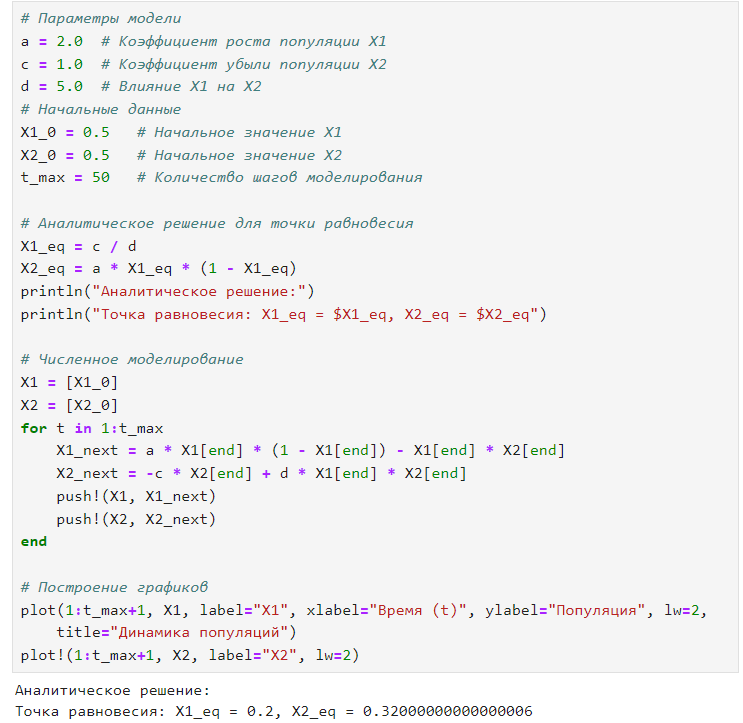 # Параметры модели
a = 2.0  # Коэффициент роста популяции X1
c = 1.0  # Коэффициент убыли популяции X2
d = 5.0  # Влияние X1 на X2
# Начальные данные
X1_0 = 0.5   # Начальное значение X1
X2_0 = 0.5   # Начальное значение X2
t_max = 50   # Количество шагов моделирования

# Аналитическое решение для точки равновесия
X1_eq = c / d
X2_eq = a * X1_eq * (1 - X1_eq)
println("Аналитическое решение:")
println("Точка равновесия: X1_eq = $X1_eq, X2_eq = $X2_eq")

# Численное моделирование
X1 = [X1_0]
X2 = [X2_0]
for t in 1:t_max
    X1_next = a * X1[end] * (1 - X1[end]) - X1[end] * X2[end]
    X2_next = -c * X2[end] + d * X1[end] * X2[end]
    push!(X1, X1_next)
    push!(X2, X2_next)
end

# Построение графиков
plot(1:t_max+1, X1, label="X1", xlabel="Время (t)", ylabel="Популяция", lw=2,
    title="Динамика популяций")
plot!(1:t_max+1, X2, label="X2", lw=2)
Аналитическое решение:
Точка равновесия: X1_eq = 0.2, X2_eq = 0.32000000000000006